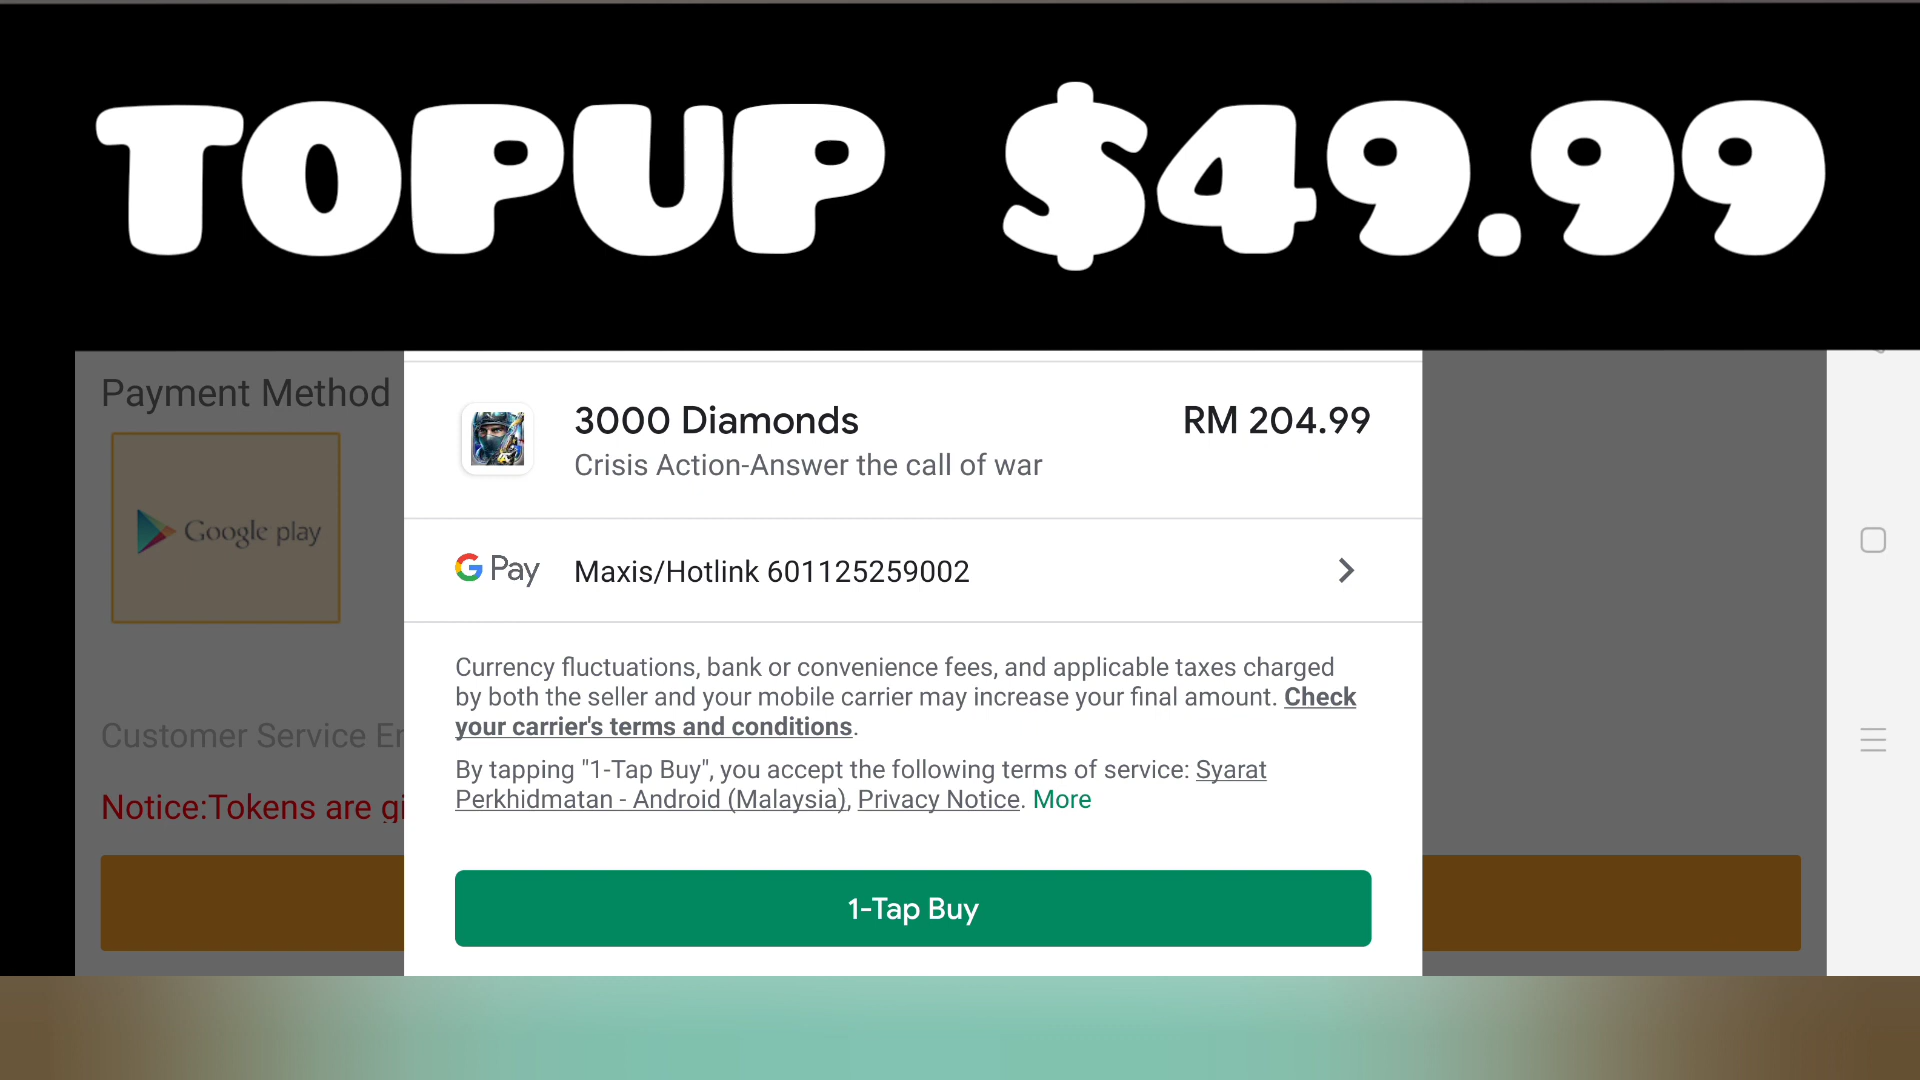 TOPUP $49.99
Payment Method
3000 Diamonds RM 204.99
Crisis Action-Answer the call of war
Google play
G Pay Maxis/Hotlink 601125259002
Currency fluctuations, bank or convenience fees, and applicable taxes charged
by both the seller and your mobile carrier may increase your final amount. Check
your carrier's terms and conditions.
Customer Service
By tapping "1-Tap Buy", you accept the following terms of service: Syarat
Perkhidmatan - Android (Malaysia), Privacy Notice. More
Notice:Tokens are
1-Tap Buy